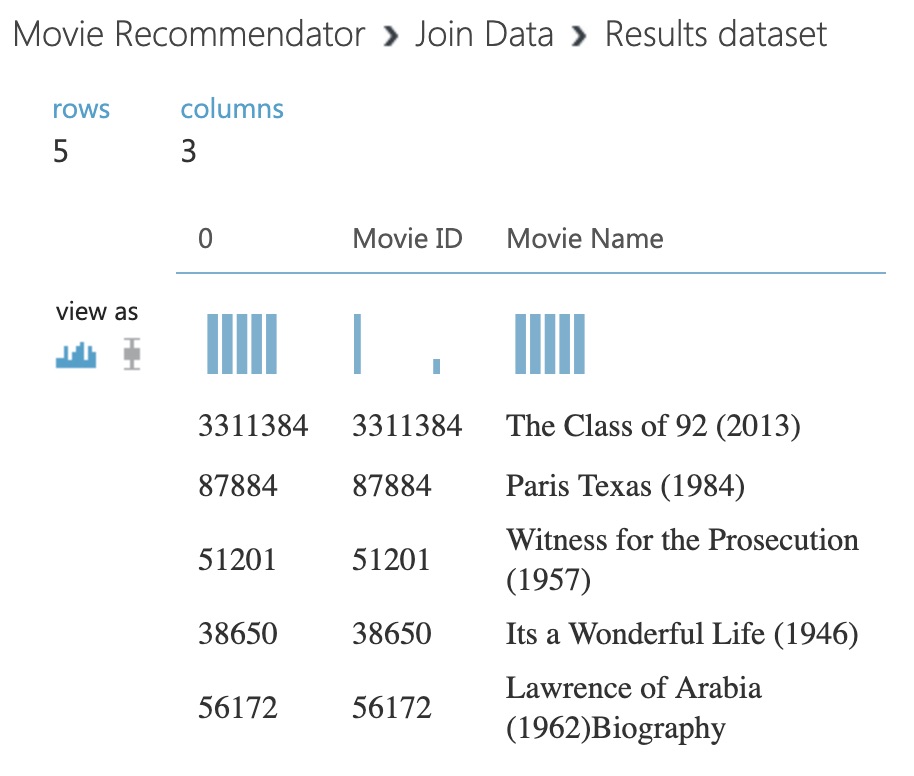 Movie Recommendator › Join Data › Results dataset
rows columns
5 3
0 Movie ID Movie Name
view as
3311384 3311384 The Class of 92 (2013)
87884 87884 Paris Texas (1984)
51201 51201 Witness for the Prosecution
(1957)
38650 38650 Its a Wonderful Life (1946)
56172 56172 Lawrence of Arabia
(1962)Biography